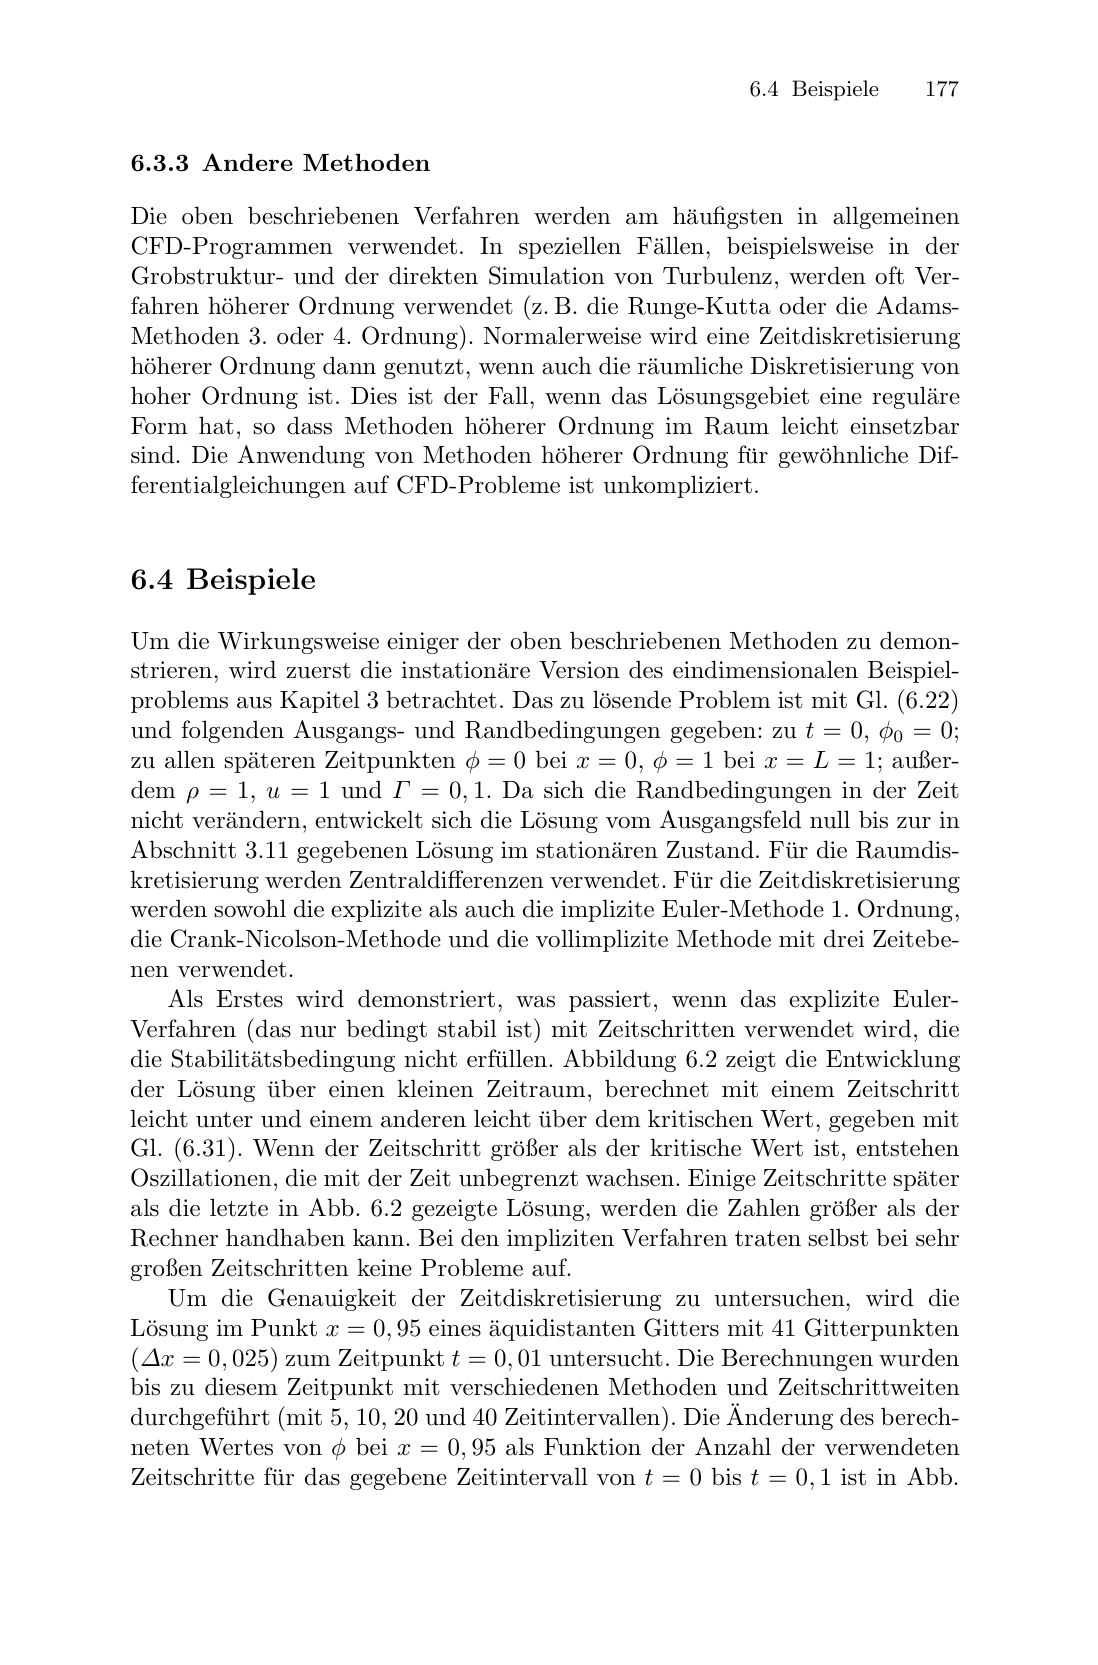 6.4 Beispiele 177
6.3.3 Andere Methoden
Die oben beschriebenen Verfahren werden am häufigsten in allgemeinen
CFD-Programmen verwendet. In speziellen Fällen, beispielsweise in der
Grobstruktur- und der direkten Simulation von Turbulenz, werden oft Ver-
fahren höherer Ordnung verwendet (z. B. die Runge-Kutta oder die Adams-
Methoden 3. oder 4. Ordnung). Normalerweise wird eine Zeitdiskretisierung
höherer Ordnung dann genutzt, wenn auch die räumliche Diskretisierung von
hoher Ordnung ist. Dies ist der Fall, wenn das Lösungsgebiet eine reguläre
Form hat, so dass Methoden höherer Ordnung im Raum leicht einsetzbar
sind. Die Anwendung von Methoden höherer Ordnung für gewöhnliche Dif-
ferentialgleichungen auf CFD-Probleme ist unkompliziert.
6.4 Beispiele
Um die Wirkungsweise einiger der oben beschriebenen Methoden zu demon-
strieren, wird zuerst die instationäre Version des eindimensionalen Beispiel-
problems aus Kapitel 3 betrachtet. Das zu lösende Problem ist mit Gl. (6.22)
und folgenden Ausgangs- und Randbedingungen gegeben: zu t = 0, ϕ₀ = 0;
zu allen späteren Zeitpunkten ϕ = 0 bei x = 0, ϕ = 1 bei x = L = 1; außer-
dem ρ = 1, u = 1 und Γ = 0, 1. Da sich die Randbedingungen in der Zeit
nicht verändern, entwickelt sich die Lösung vom Ausgangsfeld null bis zur in
Abschnitt 3.11 gegebenen Lösung im stationären Zustand. Für die Raumdis-
kretisierung werden Zentraldifferenzen verwendet. Für die Zeitdiskretisierung
werden sowohl die explizite als auch die implizite Euler-Methode 1. Ordnung,
die Crank-Nicolson-Methode und die vollimplizite Methode mit drei Zeitebe-
nen verwendet.
Als Erstes wird demonstriert, was passiert, wenn das explizite Euler-
Verfahren (das nur bedingt stabil ist) mit Zeitschritten verwendet wird, die
die Stabilitätsbedingung nicht erfüllen. Abbildung 6.2 zeigt die Entwicklung
der Lösung über einen kleinen Zeitraum, berechnet mit einem Zeitschritt
leicht unter und einem anderen leicht über dem kritischen Wert, gegeben mit
Gl. (6.31). Wenn der Zeitschritt größer als der kritische Wert ist, entstehen
Oszillationen, die mit der Zeit unbegrenzt wachsen. Einige Zeitschritte später
als die letzte in Abb. 6.2 gezeigte Lösung, werden die Zahlen größer als der
Rechner handhaben kann. Bei den impliziten Verfahren traten selbst bei sehr
großen Zeitschritten keine Probleme auf.
Um die Genauigkeit der Zeitdiskretisierung zu untersuchen, wird die
Lösung im Punkt x = 0, 95 eines äquidistanten Gitters mit 41 Gitterpunkten
(Δx = 0, 025) zum Zeitpunkt t = 0, 01 untersucht. Die Berechnungen wurden
bis zu diesem Zeitpunkt mit verschiedenen Methoden und Zeitschrittweiten
durchgeführt (mit 5, 10, 20 und 40 Zeitintervallen). Die Änderung des berech-
neten Wertes von ϕ bei x = 0, 95 als Funktion der Anzahl der verwendeten
Zeitschritte für das gegebene Zeitintervall von t = 0 bis t = 0, 1 ist in Abb.